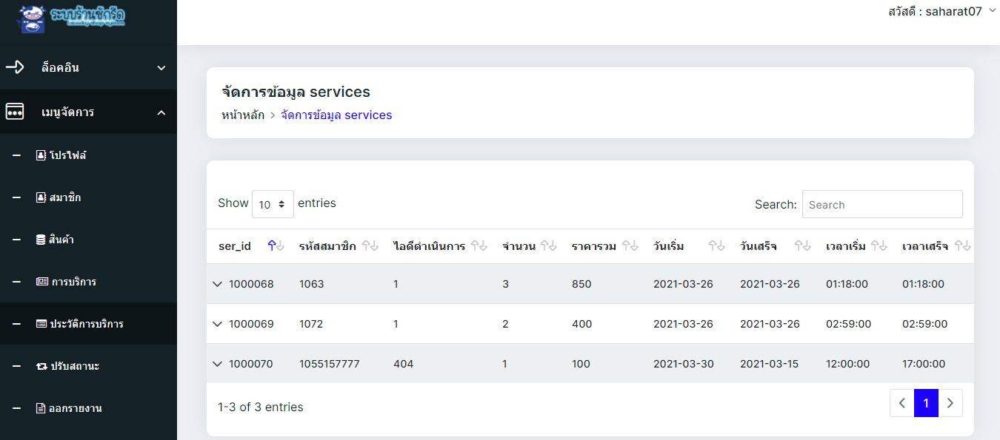 ระบบร้านซักรีด
สวัสดี : saharat07
ล็อคอิน
เมนูจัดการ
โปรไฟล์
สมาชิก
สินค้า
การบริการ
ประวัติการบริการ
ปรับสถานะ
ออกรายงาน
จัดการข้อมูล services
หน้าหลัก > จัดการข้อมูล services
Show 10 entries
Search: Search
ser_id รหัสสมาชิก ไอดีดำเนินการ จำนวน ราคารวม วันเริ่ม วันเสร็จ เวลาเริ่ม เวลาเสร็จ
1000068 1063 1 3 850 2021-03-26 2021-03-26 01:18:00 01:18:00
1000069 1072 1 2 400 2021-03-26 2021-03-26 02:59:00 02:59:00
1000070 1055157777 404 1 100 2021-03-30 2021-03-15 12:00:00 17:00:00
1-3 of 3 entries
1